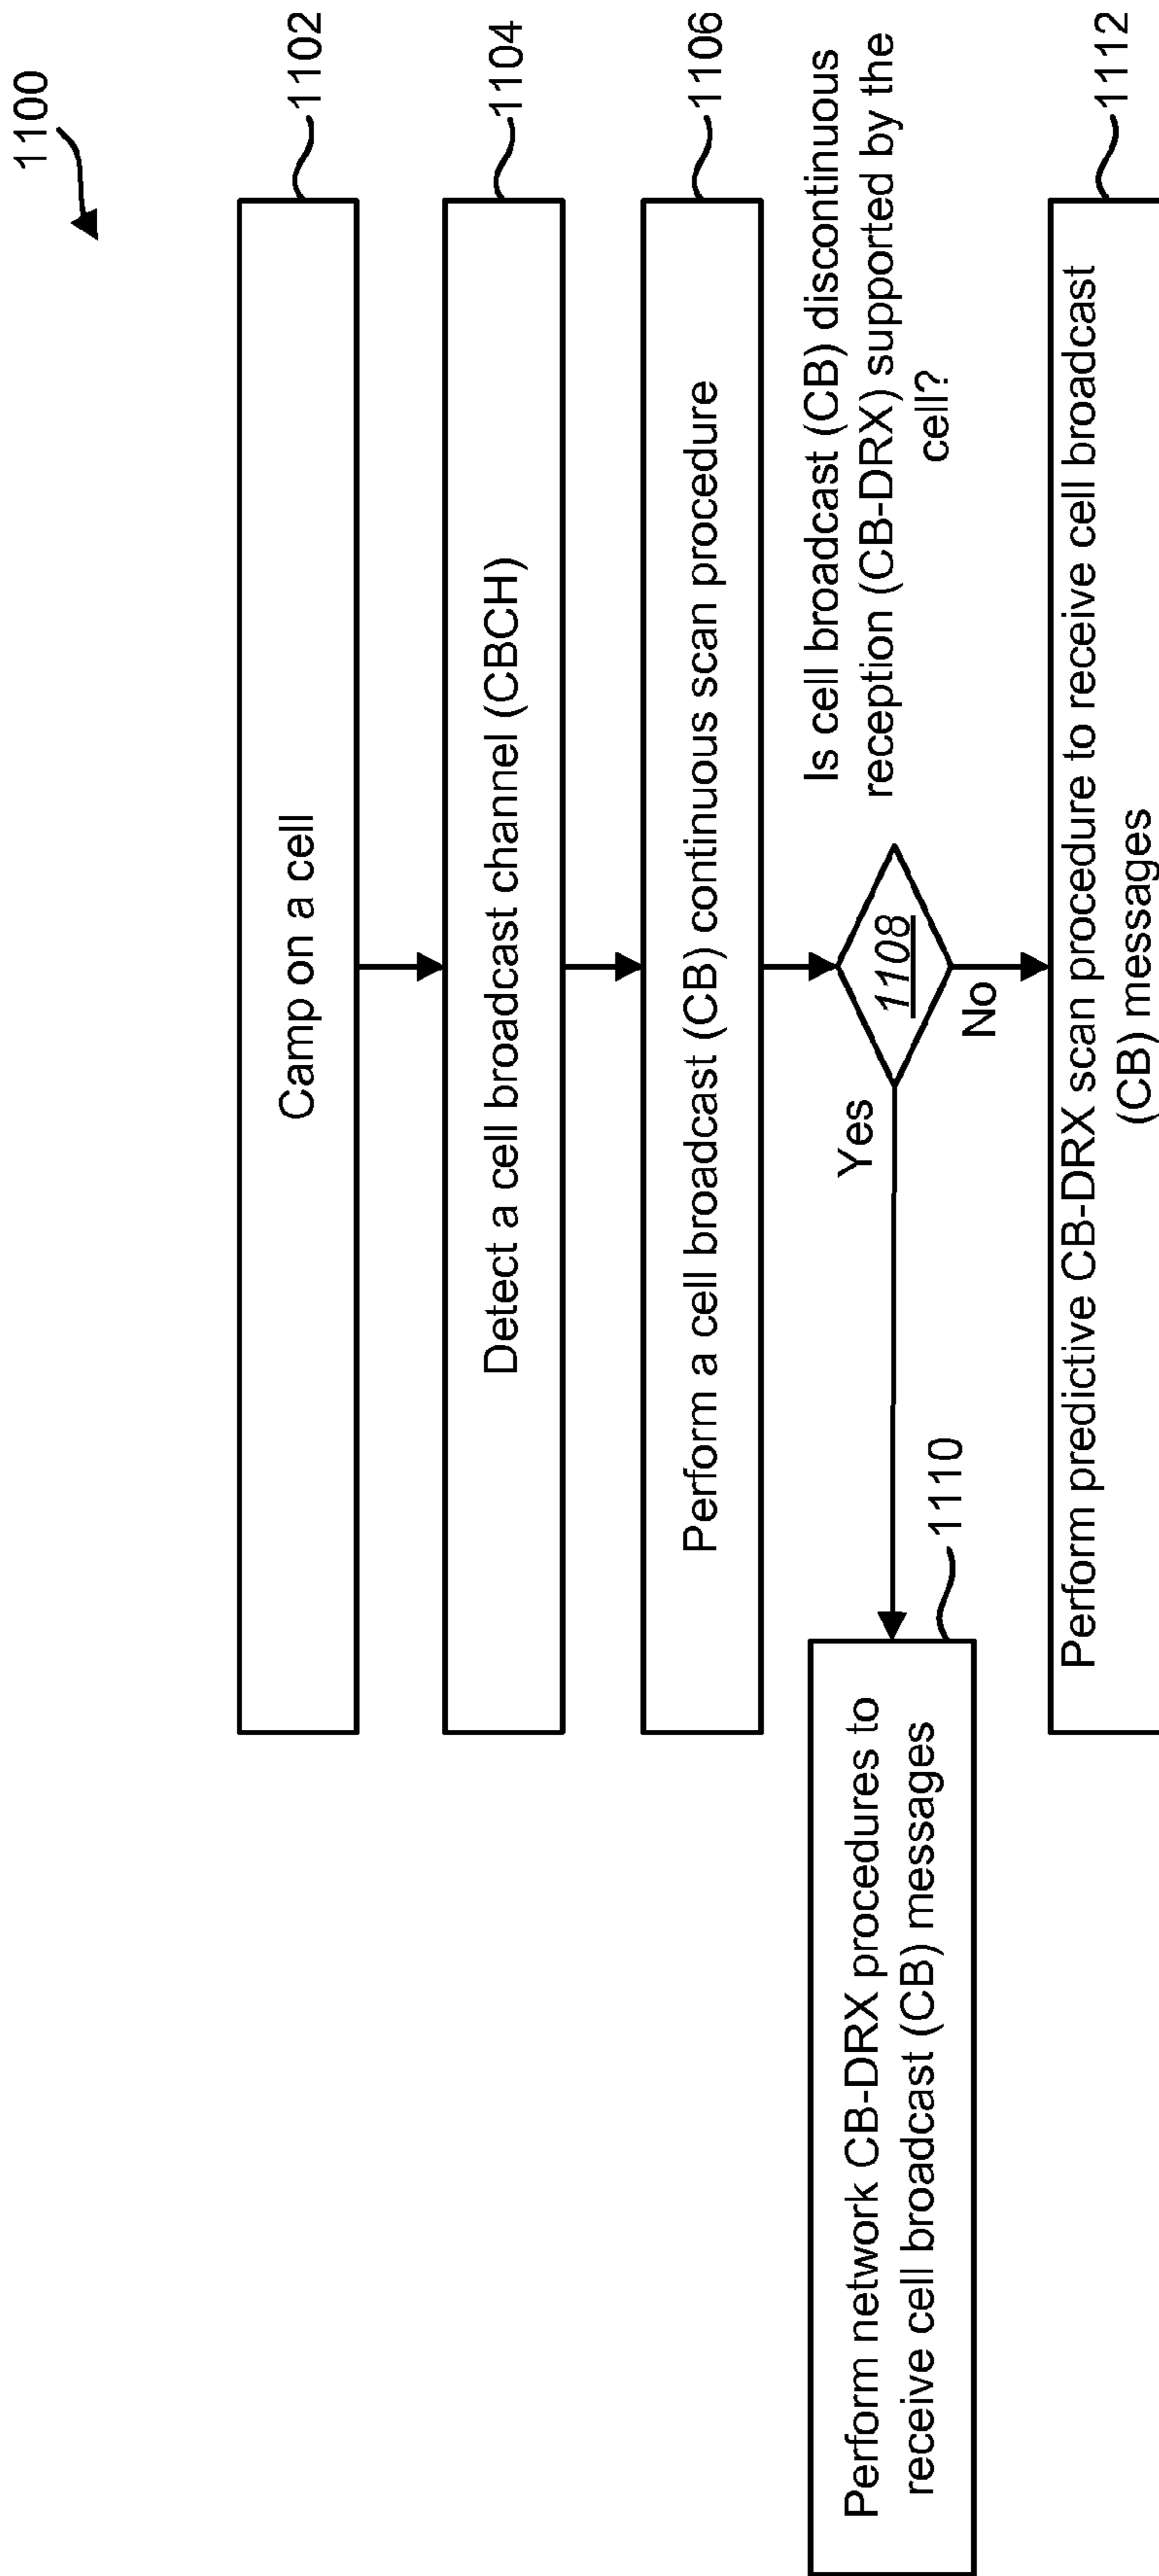 1100
Camp on a cell
1102
Detect a cell broadcast channel (CBCH)
1104
Perform a cell broadcast (CB) continuous scan procedure
1106
Is cell broadcast (CB) discontinuous
reception (CB-DRX) supported by the
cell?
1108
Yes
No
Perform network CB-DRX procedures to
receive cell broadcast (CB) messages
1110
Perform predictive CB-DRX scan procedure to receive cell broadcast
(CB) messages
1112